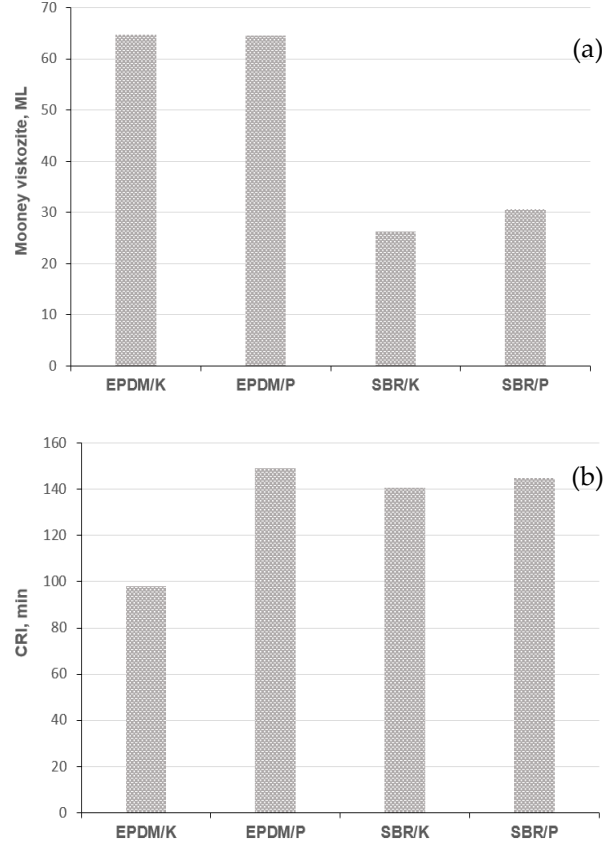 Mooney viskozite, ML
70
60
50
40
30
20
10
0
(a)
EPDM/K EPDM/P SBR/K SBR/P
CRI, min
160
140
120
100
80
60
40
20
0
(b)
EPDM/K EPDM/P SBR/K SBR/P